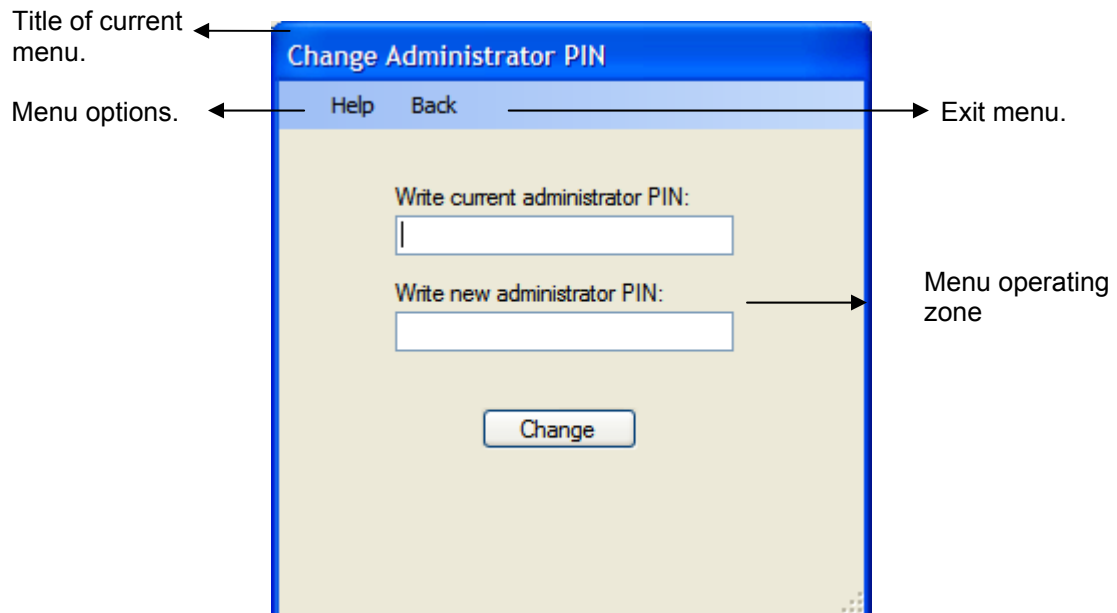 Title of current
menu.
Change Administrator PIN
Menu options.
Help Back
Exit menu.
Write current administrator PIN:
Write new administrator PIN:
Menu operating
zone
Change